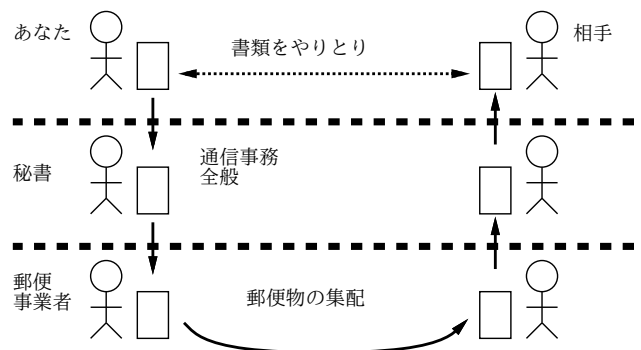 あなた
書類をやりとり
相手
秘書
通信事務
全般
郵便
事業者
郵便物の集配